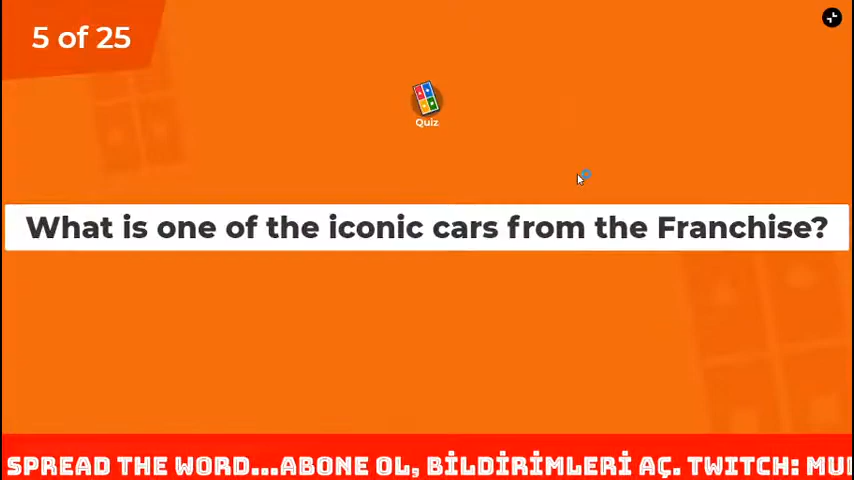 5 of 25
Quiz
What is one of the iconic cars from the Franchise?
SPREAD THE WORD...ABONE OL, BİLDİRİMLERİ AÇ. TWITCH: